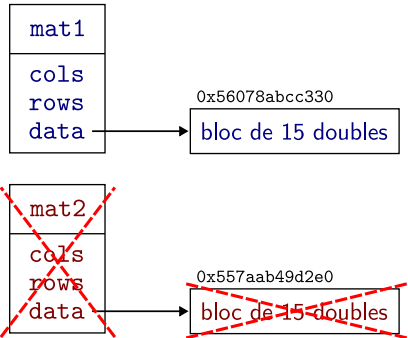 mat1
cols
rows
data
0x56078abcc330
bloc de 15 doubles
mat2
cols
rows
data
0x557aab49d2e0
bloc de 15 doubles